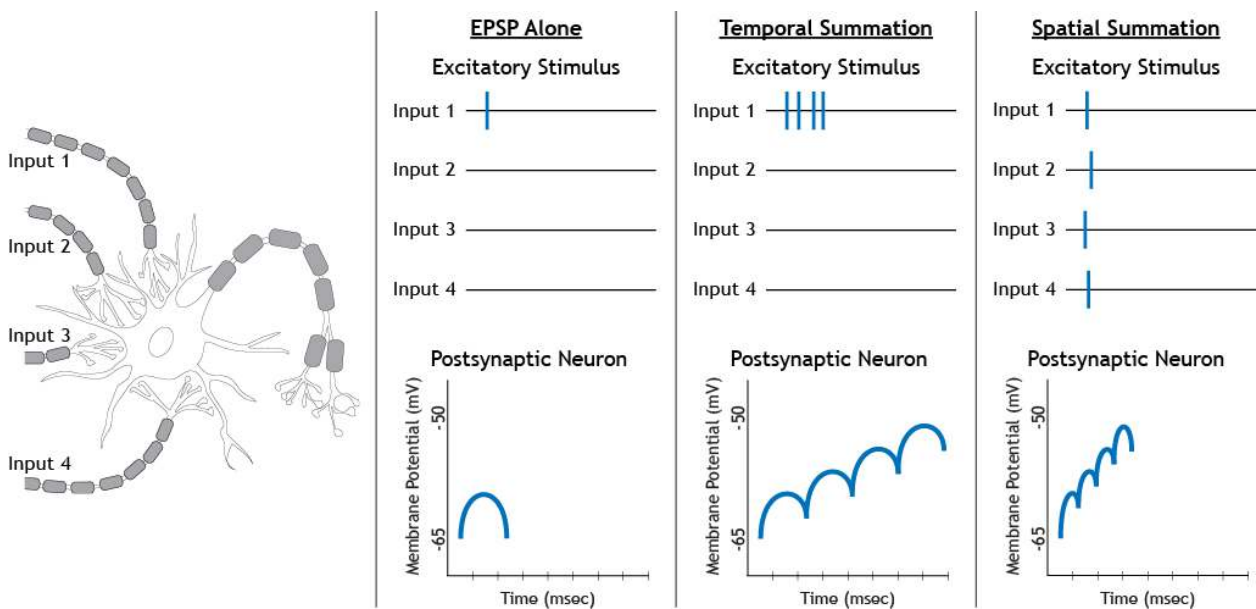 Input 1
Input 2
Input 3
Input 4
EPSP Alone
Excitatory Stimulus
Input 1
Input 2
Input 3
Input 4
Postsynaptic Neuron
Membrane Potential (mV)
-50
-65
Time (msec)
Temporal Summation
Excitatory Stimulus
Input 1
Input 2
Input 3
Input 4
Postsynaptic Neuron
Membrane Potential (mV)
-50
-65
Time (msec)
Spatial Summation
Excitatory Stimulus
Input 1
Input 2
Input 3
Input 4
Postsynaptic Neuron
Membrane Potential (mV)
-50
-65
Time (msec)